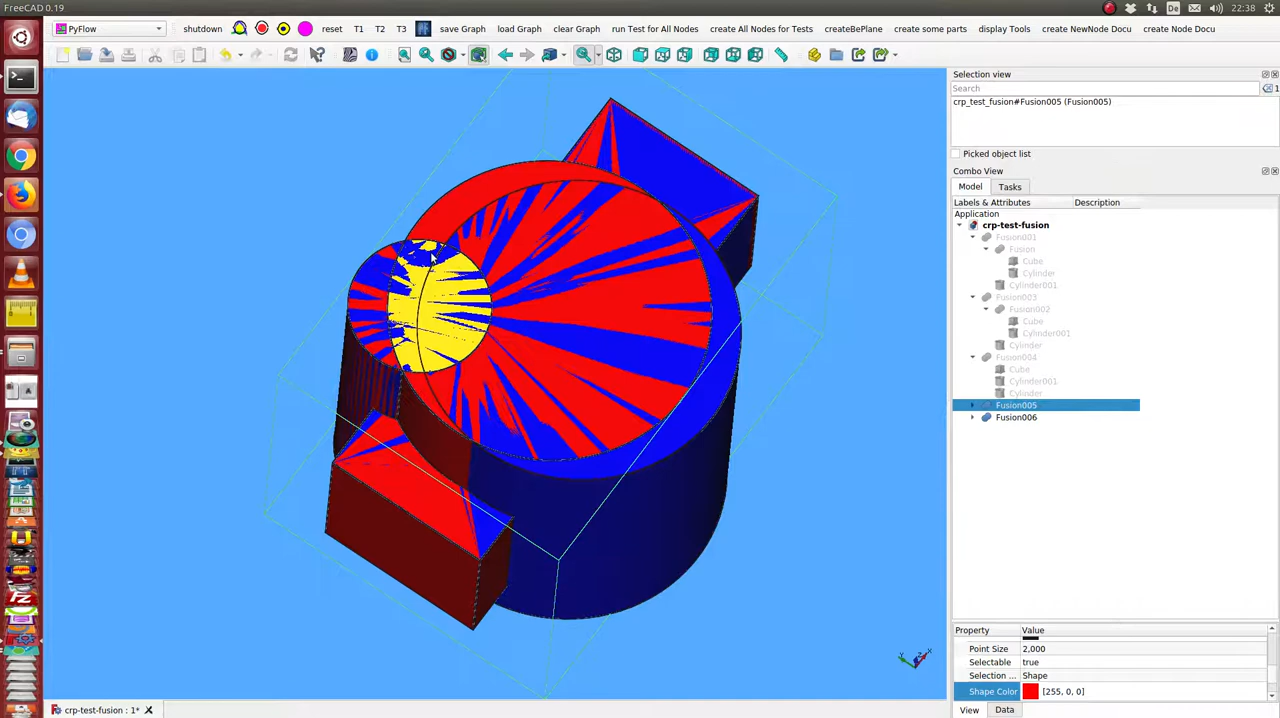 FreeCAD 0.19
De
22:38
PyFlow
shutdown
reset
T1
T2
T3
save Graph
load Graph
clear Graph
run Test for All Nodes
create All Nodes for Tests
createBePlane
create some parts
display Tools
create NewNode Docu
create Node Docu
Selection view
Search
1
crp_test_fusion#Fusion005 (Fusion005)
Picked object list
Combo View
Model
Tasks
Labels & Attributes
Description
Application
crp-test-fusion
Fusion001
Fusion
Cube
Cylinder
Cylinder001
Fusion003
Fusion002
Cube
Cylinder001
Cylinder
Fusion004
Cube
Cylinder001
Cylinder
Fusion005
Fusion006
Property
Value
Point Size
2,000
Selectable
true
Selection ...
Shape
Shape Color
[255, 0, 0]
View
Data
crp-test-fusion : 1*